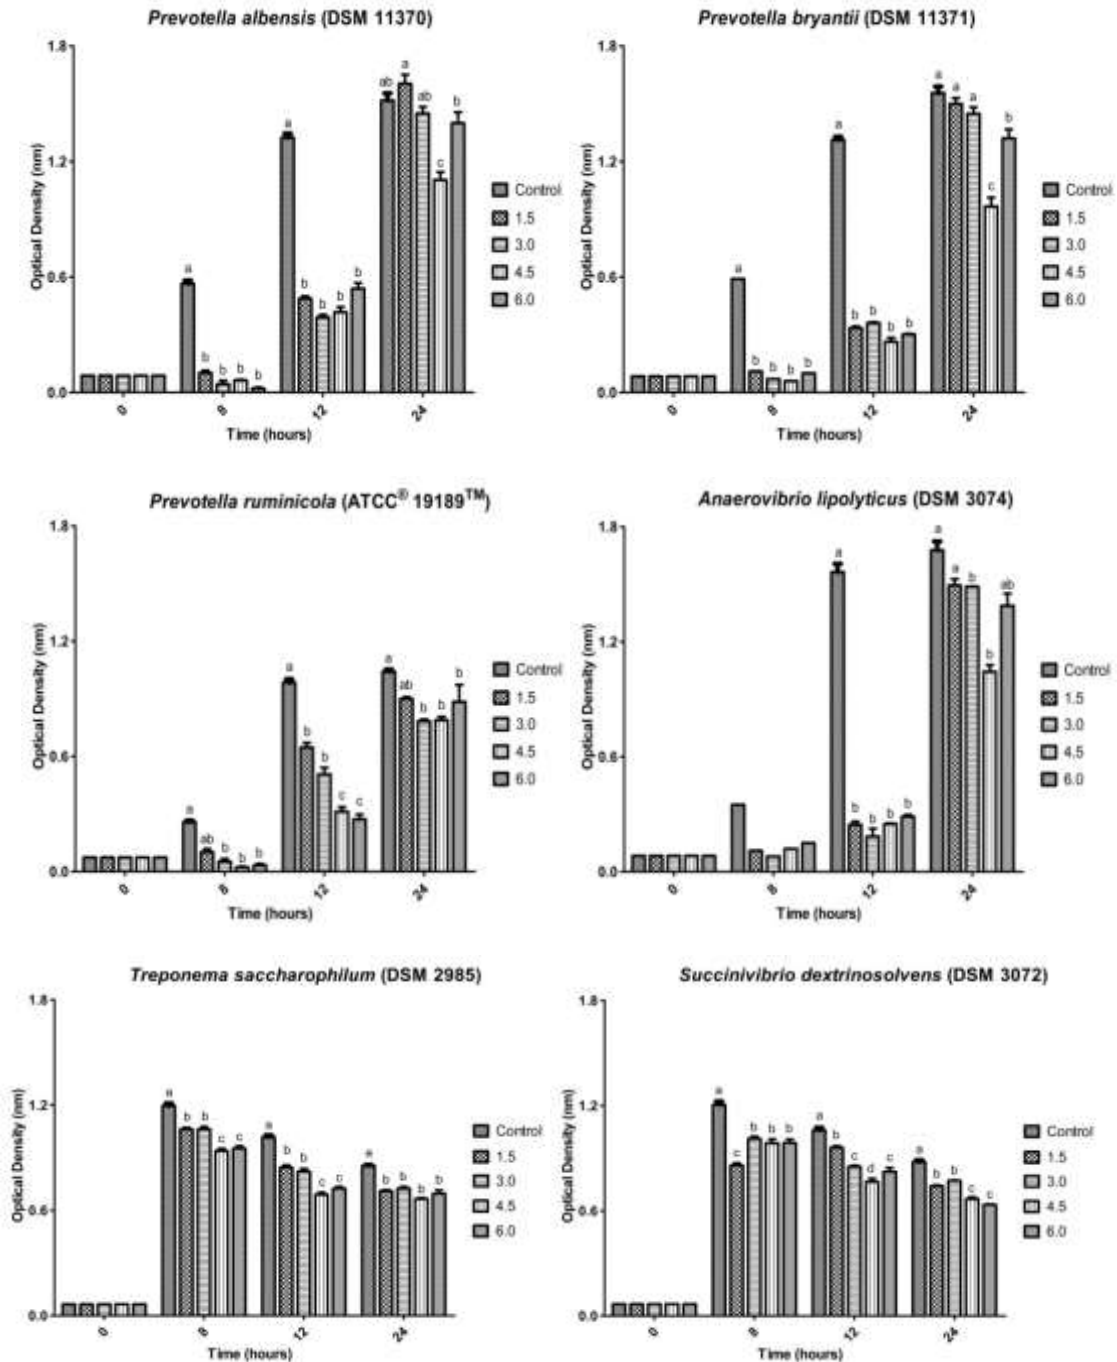 Prevotella albensis (DSM 11370)
Optical Density (nm)
1.8
1.2
0.6
0.0
a b b b b
a b b b b
ab a ab c b
0 8 12 24
Time (hours)
Control
1.5
3.0
4.5
6.0
Prevotella bryantii (DSM 11371)
Optical Density (nm)
1.8
1.2
0.6
0.0
a b b b b
a b b b b
a a a c b
0 8 12 24
Time (hours)
Control
1.5
3.0
4.5
6.0
Prevotella ruminicola (ATCC® 19189™)
Optical Density (nm)
1.8
1.2
0.6
0.0
a ab b b b
a b b c c
a ab b b b
0 8 12 24
Time (hours)
Control
1.5
3.0
4.5
6.0
Anaerovibrio lipolyticus (DSM 3074)
Optical Density (nm)
1.8
1.2
0.6
0.0
a b b b b
a a b b ab
0 8 12 24
Time (hours)
Control
1.5
3.0
4.5
6.0
Treponema saccharophilum (DSM 2985)
Optical Density (nm)
1.8
1.2
0.6
0.0
a b b c c
a b b c c
a b b b b
0 8 12 24
Time (hours)
Control
1.5
3.0
4.5
6.0
Succinivibrio dextrinosolvens (DSM 3072)
Optical Density (nm)
1.8
1.2
0.6
0.0
a c b b b
a b c d c
a b b c c
0 8 12 24
Time (hours)
Control
1.5
3.0
4.5
6.0